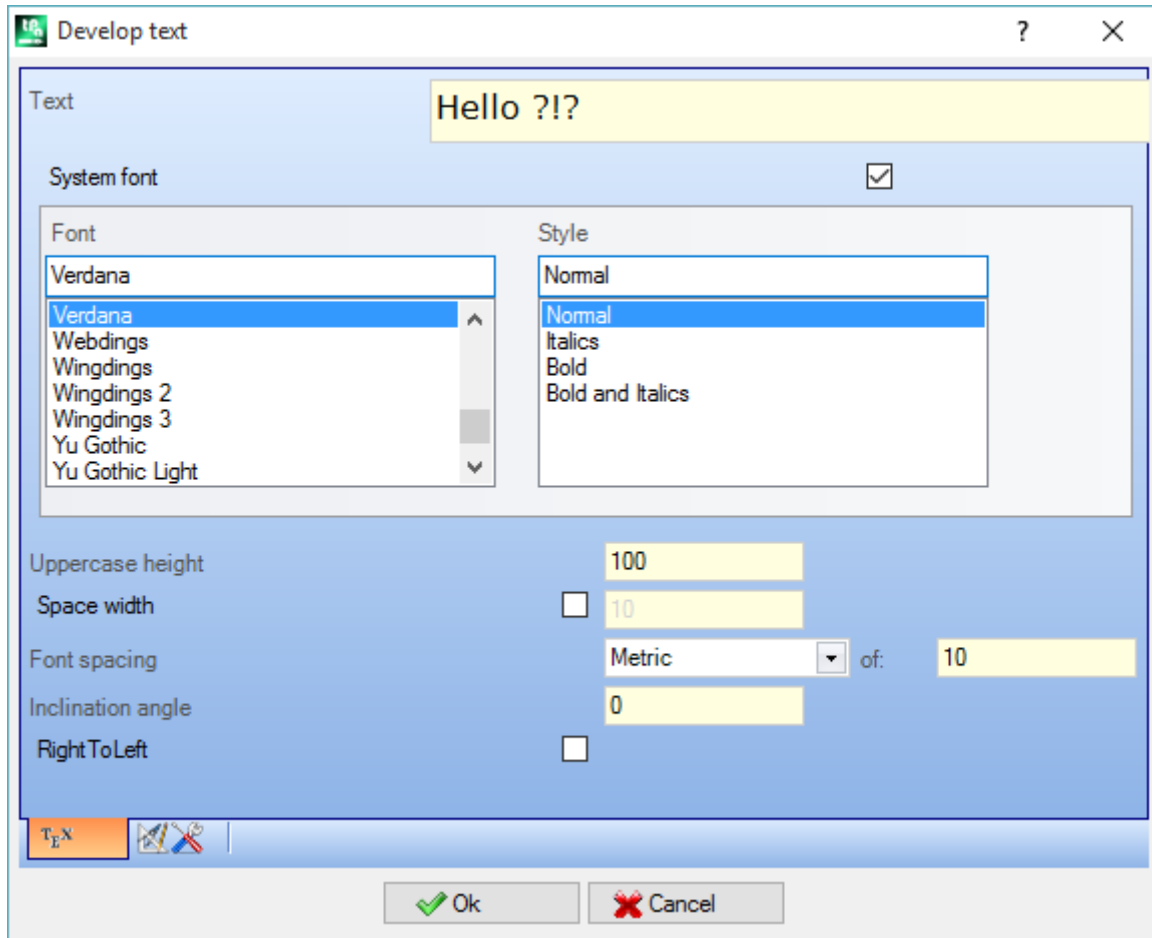 Develop text ?
Text Hello ?!?
System font
Font Style
Verdana Normal
Verdana Normal
Webdings Italics
Wingdings Bold
Wingdings 2 Bold and Italics
Wingdings 3
Yu Gothic
Yu Gothic Light
Uppercase height 100
Space width 10
Font spacing Metric of: 10
Inclination angle 0
RightToLeft
TEX
Ok Cancel